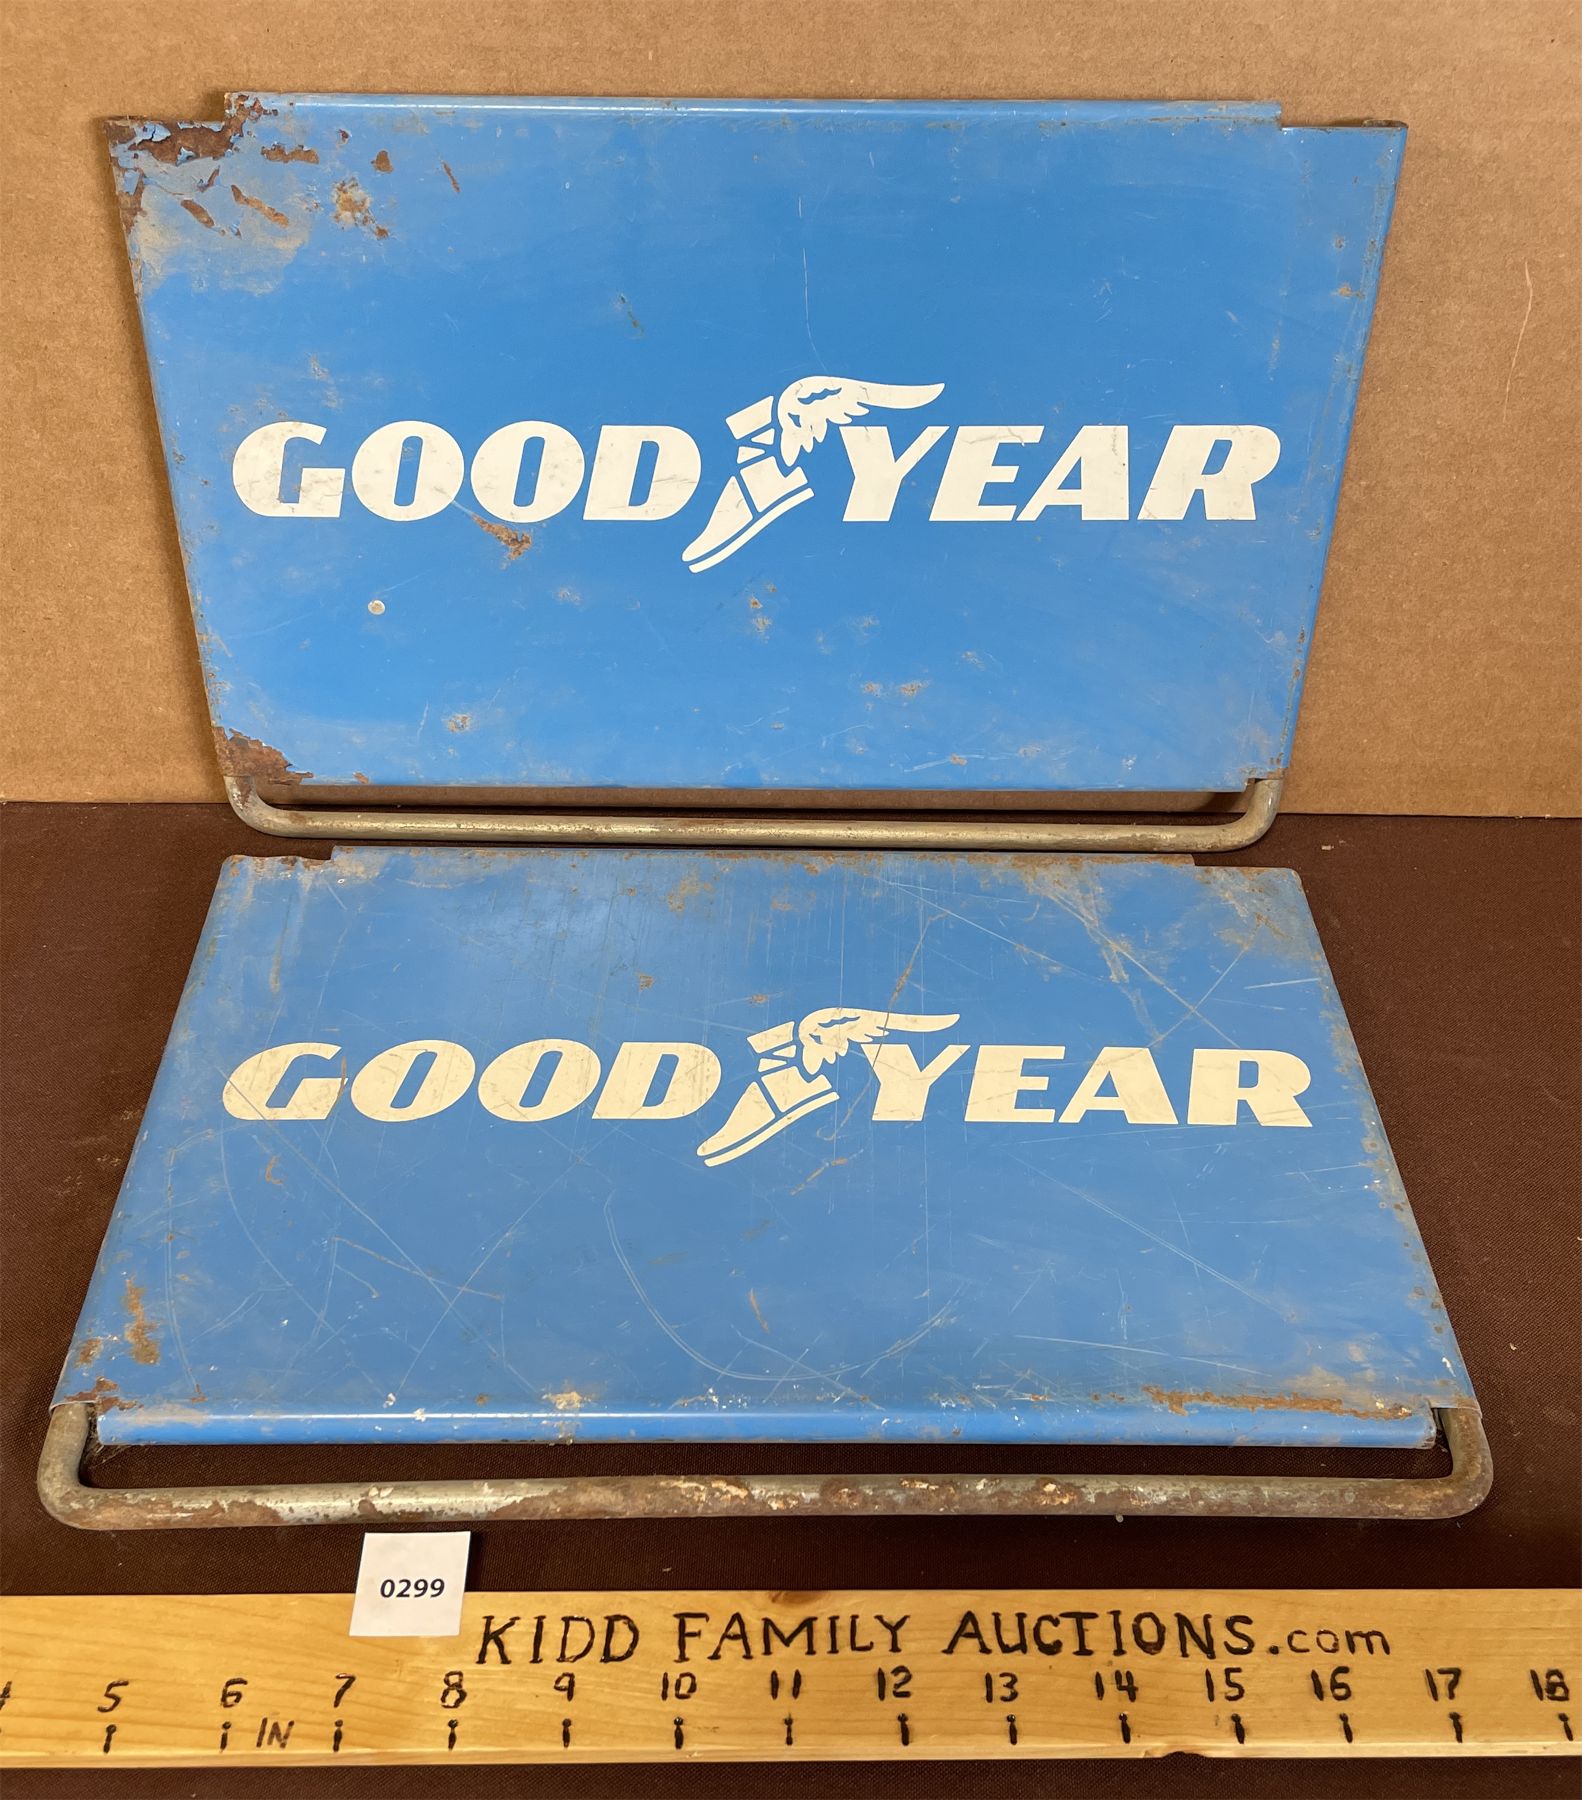 GOODYEAR
GOODYEAR
0299
KIDD FAMILY AUCTIONS.com
5 6 7 8 9 10 11 12 13 14 15 16 17 18
IN